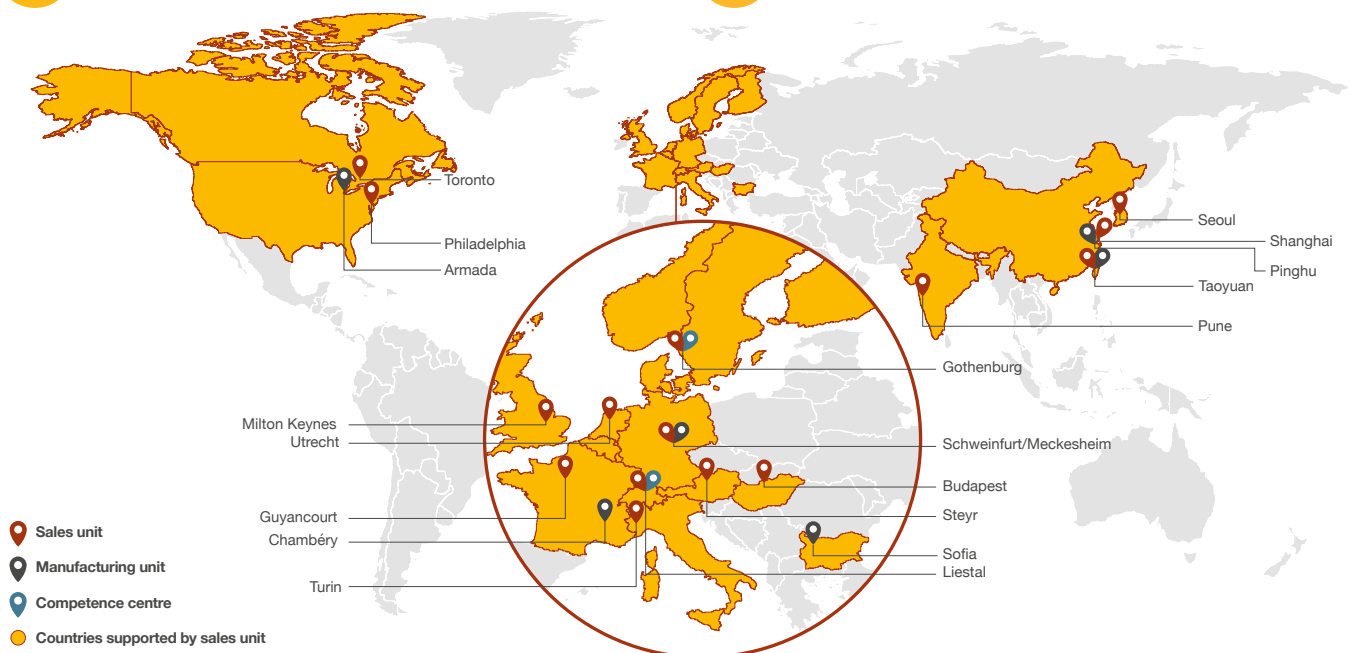 Toronto
Philadelphia
Armada
Seoul
Shanghai
Pinghu
Taoyuan
Pune
Gothenburg
Milton Keynes
Utrecht
Schweinfurt/Meckesheim
Budapest
Guyancourt
Steyr
Chambéry
Sofia
Liestal
Turin
Sales unit
Manufacturing unit
Competence centre
Countries supported by sales unit